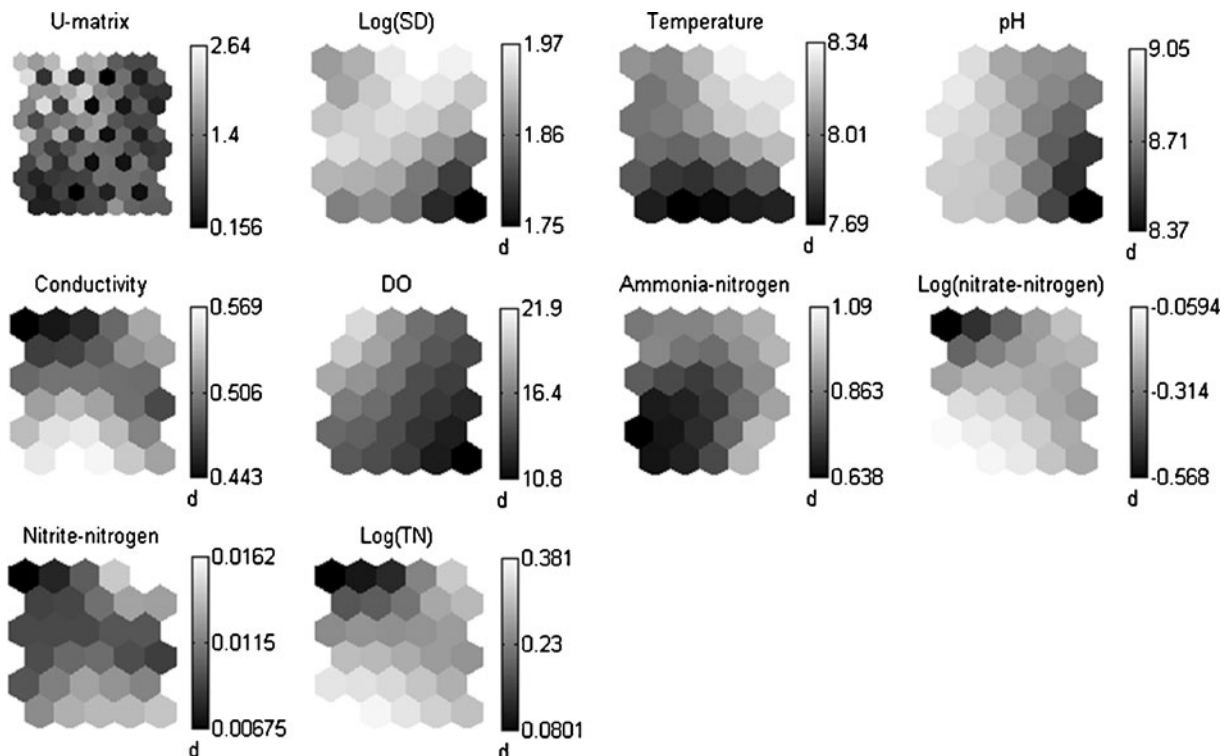 U-matrix
2.64
1.4
0.156
Log(SD)
1.97
1.86
1.75
d
Temperature
8.34
8.01
7.69
d
pH
9.05
8.71
8.37
d
Conductivity
0.569
0.506
0.443
d
DO
21.9
16.4
10.8
d
Ammonia-nitrogen
1.09
0.863
0.638
d
Log(nitrate-nitrogen)
-0.0594
-0.314
-0.568
d
Nitrite-nitrogen
0.0162
0.0115
0.00675
d
Log(TN)
0.381
0.23
0.0801
d